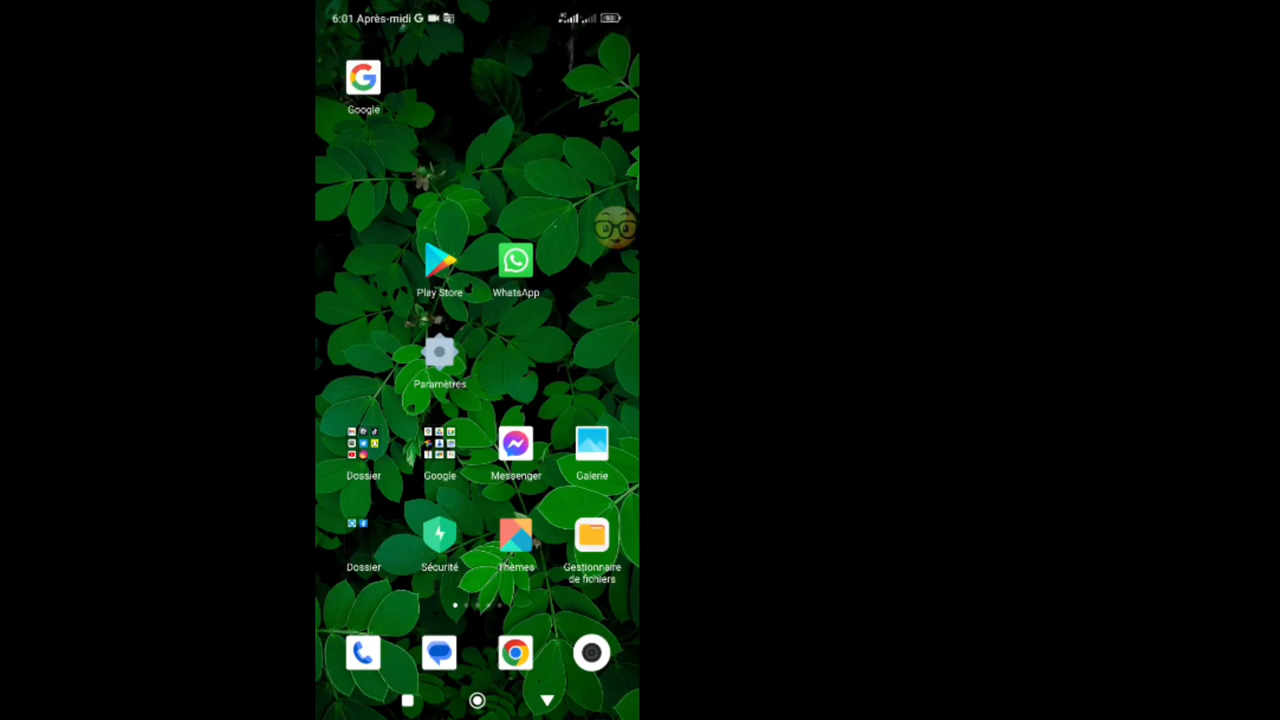 6:01 Après-midi
Google
Play Store
WhatsApp
Paramètres
Dossier
Google
Messenger
Galerie
Dossier
Sécurité
Thèmes
Gestionnaire
de fichiers